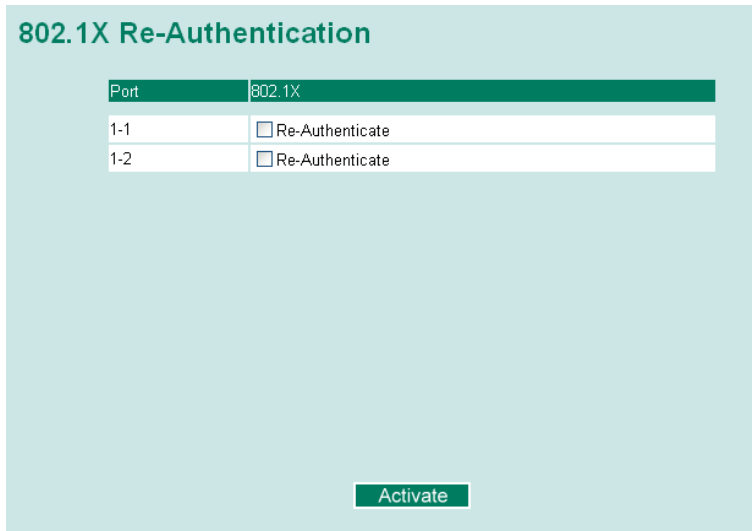 802.1X Re-Authentication
Port 802.1X
1-1 Re-Authenticate
1-2 Re-Authenticate
Activate